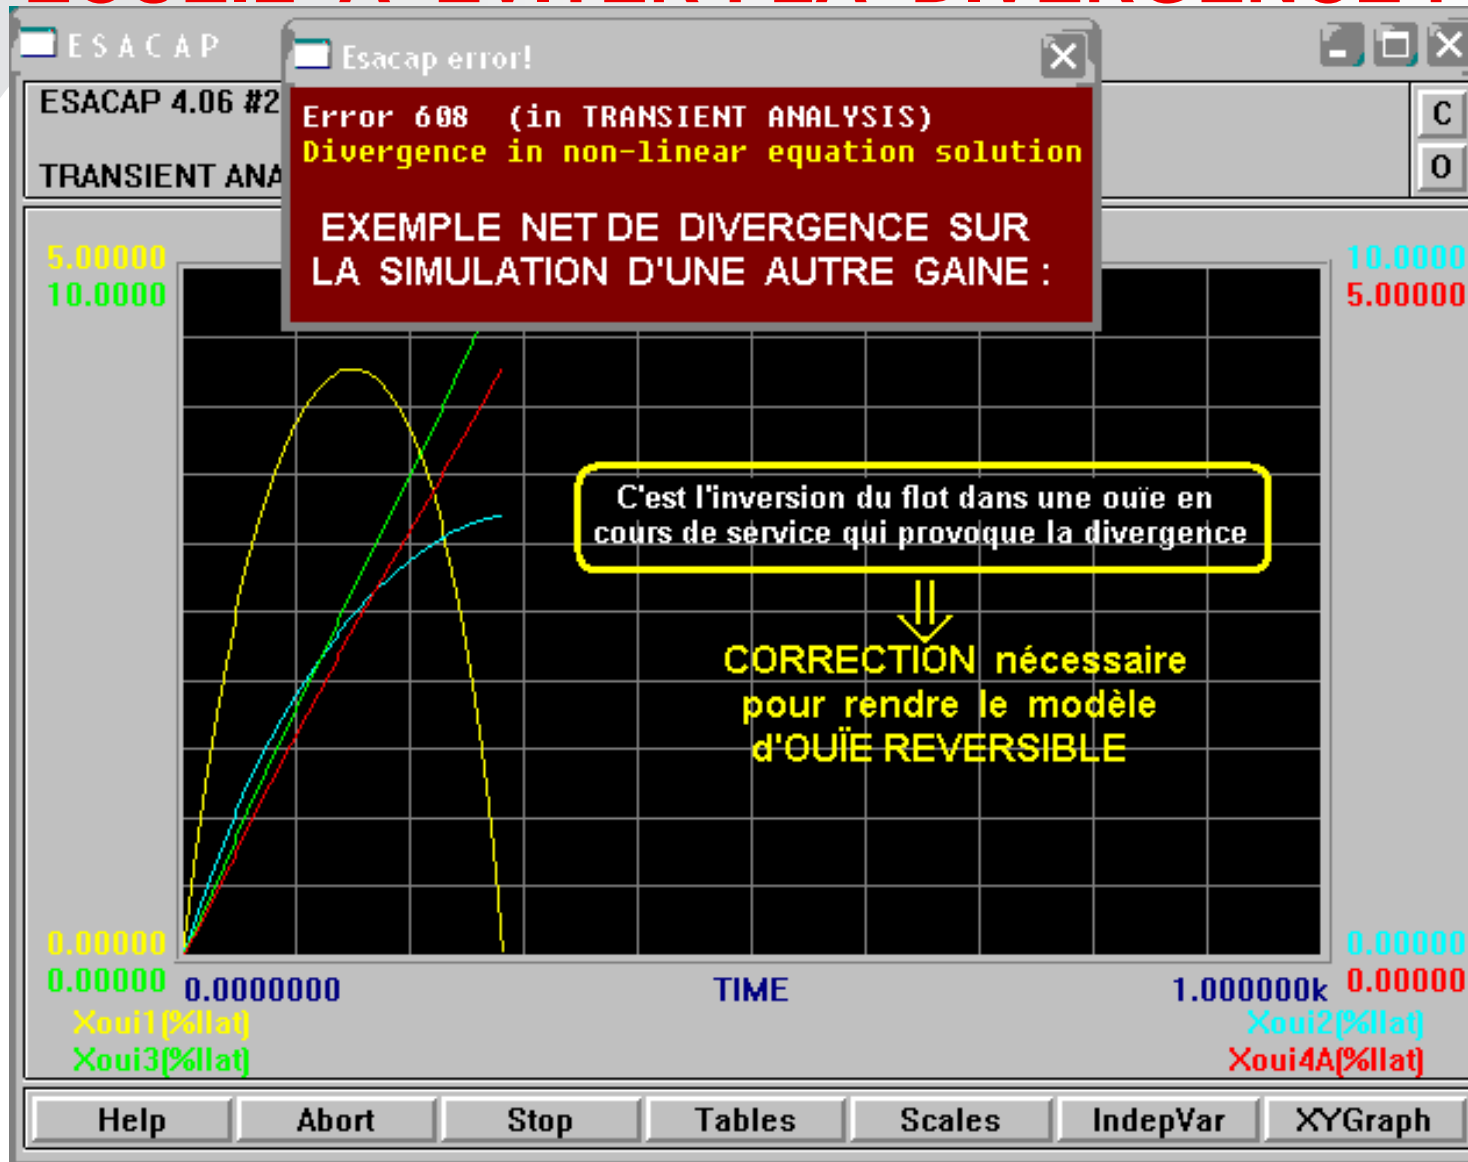 ECUEIL A EVITER : LA DIVERGENCE !
ESACAP
Esacap error!
ESACAP 4.06 #2
C
TRANSIENT ANA
O
Error 608 (in TRANSIENT ANALYSIS)
Divergence in non-linear equation solution
EXEMPLE NET DE DIVERGENCE SUR
LA SIMULATION D'UNE AUTRE GAINE :
5.00000
10.0000
10.0000
5.00000
C'est l'inversion du flot dans une ouïe en
cours de service qui provoque la divergence
CORRECTION nécessaire
pour rendre le modèle
d'OUÏE REVERSIBLE
0.00000
0.00000
0.00000
0.00000
0.0000000 TIME 1.000000k
Xoui1(%llat)
Xoui2(%llat)
Xoui3(%llat)
Xoui4A(%llat)
Help Abort Stop Tables Scales IndepVar XYGraph